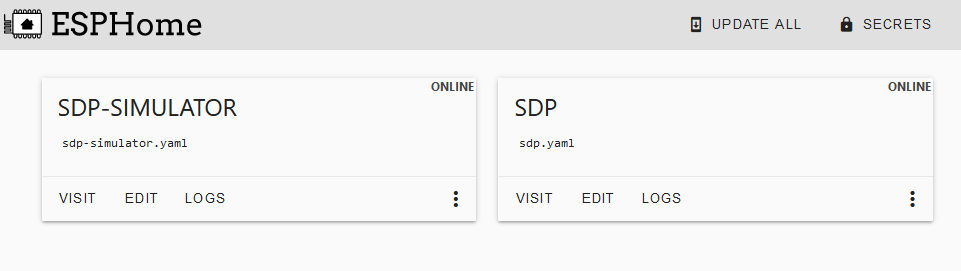 ESPHome UPDATE ALL SECRETS
ONLINE
SDP-SIMULATOR
sdp-simulator.yaml
VISIT EDIT LOGS
ONLINE
SDP
sdp.yaml
VISIT EDIT LOGS